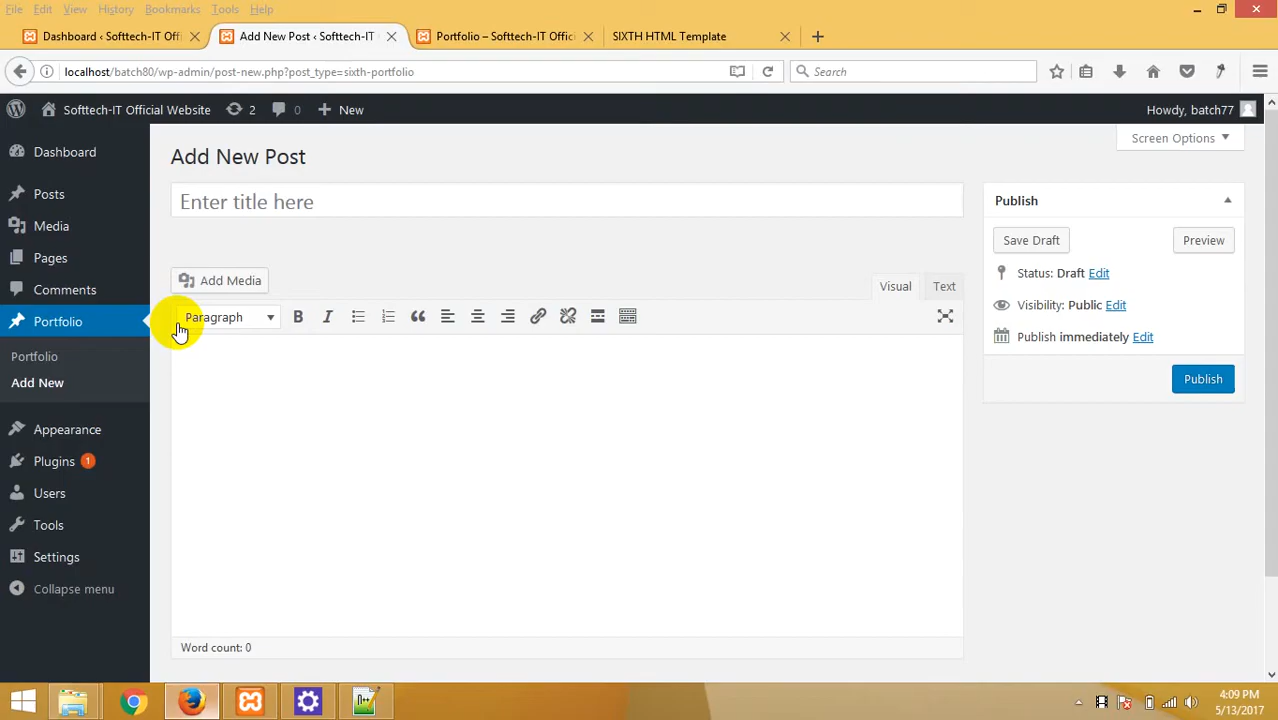 File Edit View History Bookmarks Tools Help
Dashboard ‹ Softtech-IT Offi
Add New Post ‹ Softtech-IT
Portfolio – Softtech-IT Offici
SIXTH HTML Template
localhost/batch80/wp-admin/post-new.php?post_type=sixth-portfolio
Search
Softtech-IT Official Website 2 0 New
Howdy, batch77
Dashboard
Posts
Media
Pages
Comments
Portfolio
Portfolio
Add New
Appearance
Plugins 1
Users
Tools
Settings
Collapse menu
Screen Options
Add New Post
Enter title here
Add Media
Visual Text
Paragraph
Word count: 0
Publish
Save Draft Preview
Status: Draft Edit
Visibility: Public Edit
Publish immediately Edit
Publish
4:09 PM
5/13/2017